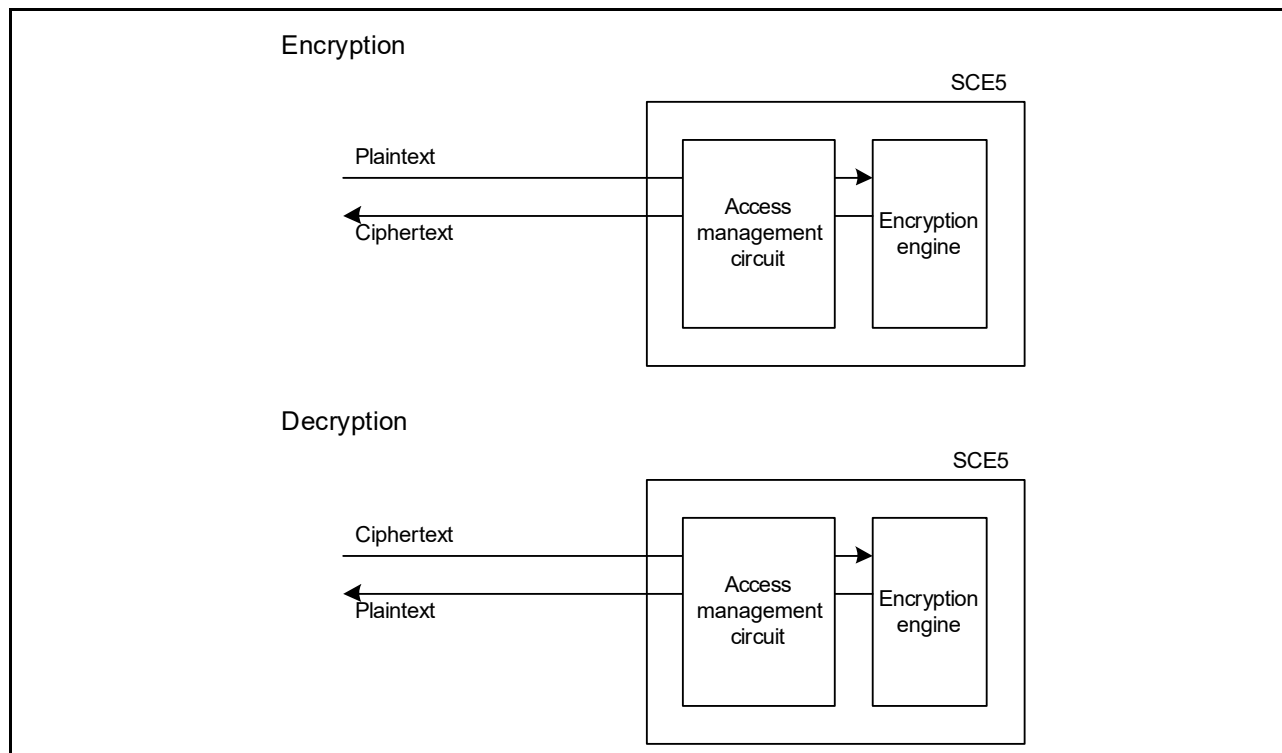 Encryption
SCE5
Plaintext
Ciphertext
Access
management
circuit
Encryption
engine
Decryption
SCE5
Ciphertext
Plaintext
Access
management
circuit
Encryption
engine